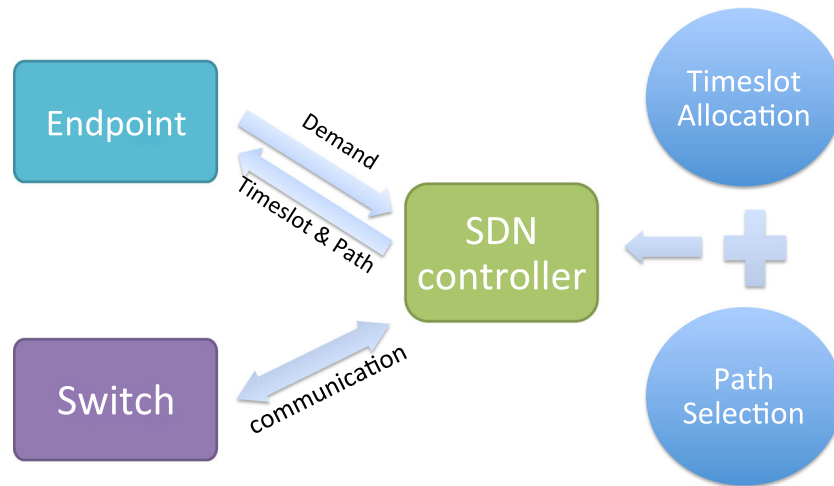 Endpoint
Demand
Timeslot & Path
SDN
controller
Timeslot
Allocation
Switch
communication
Path
Selection